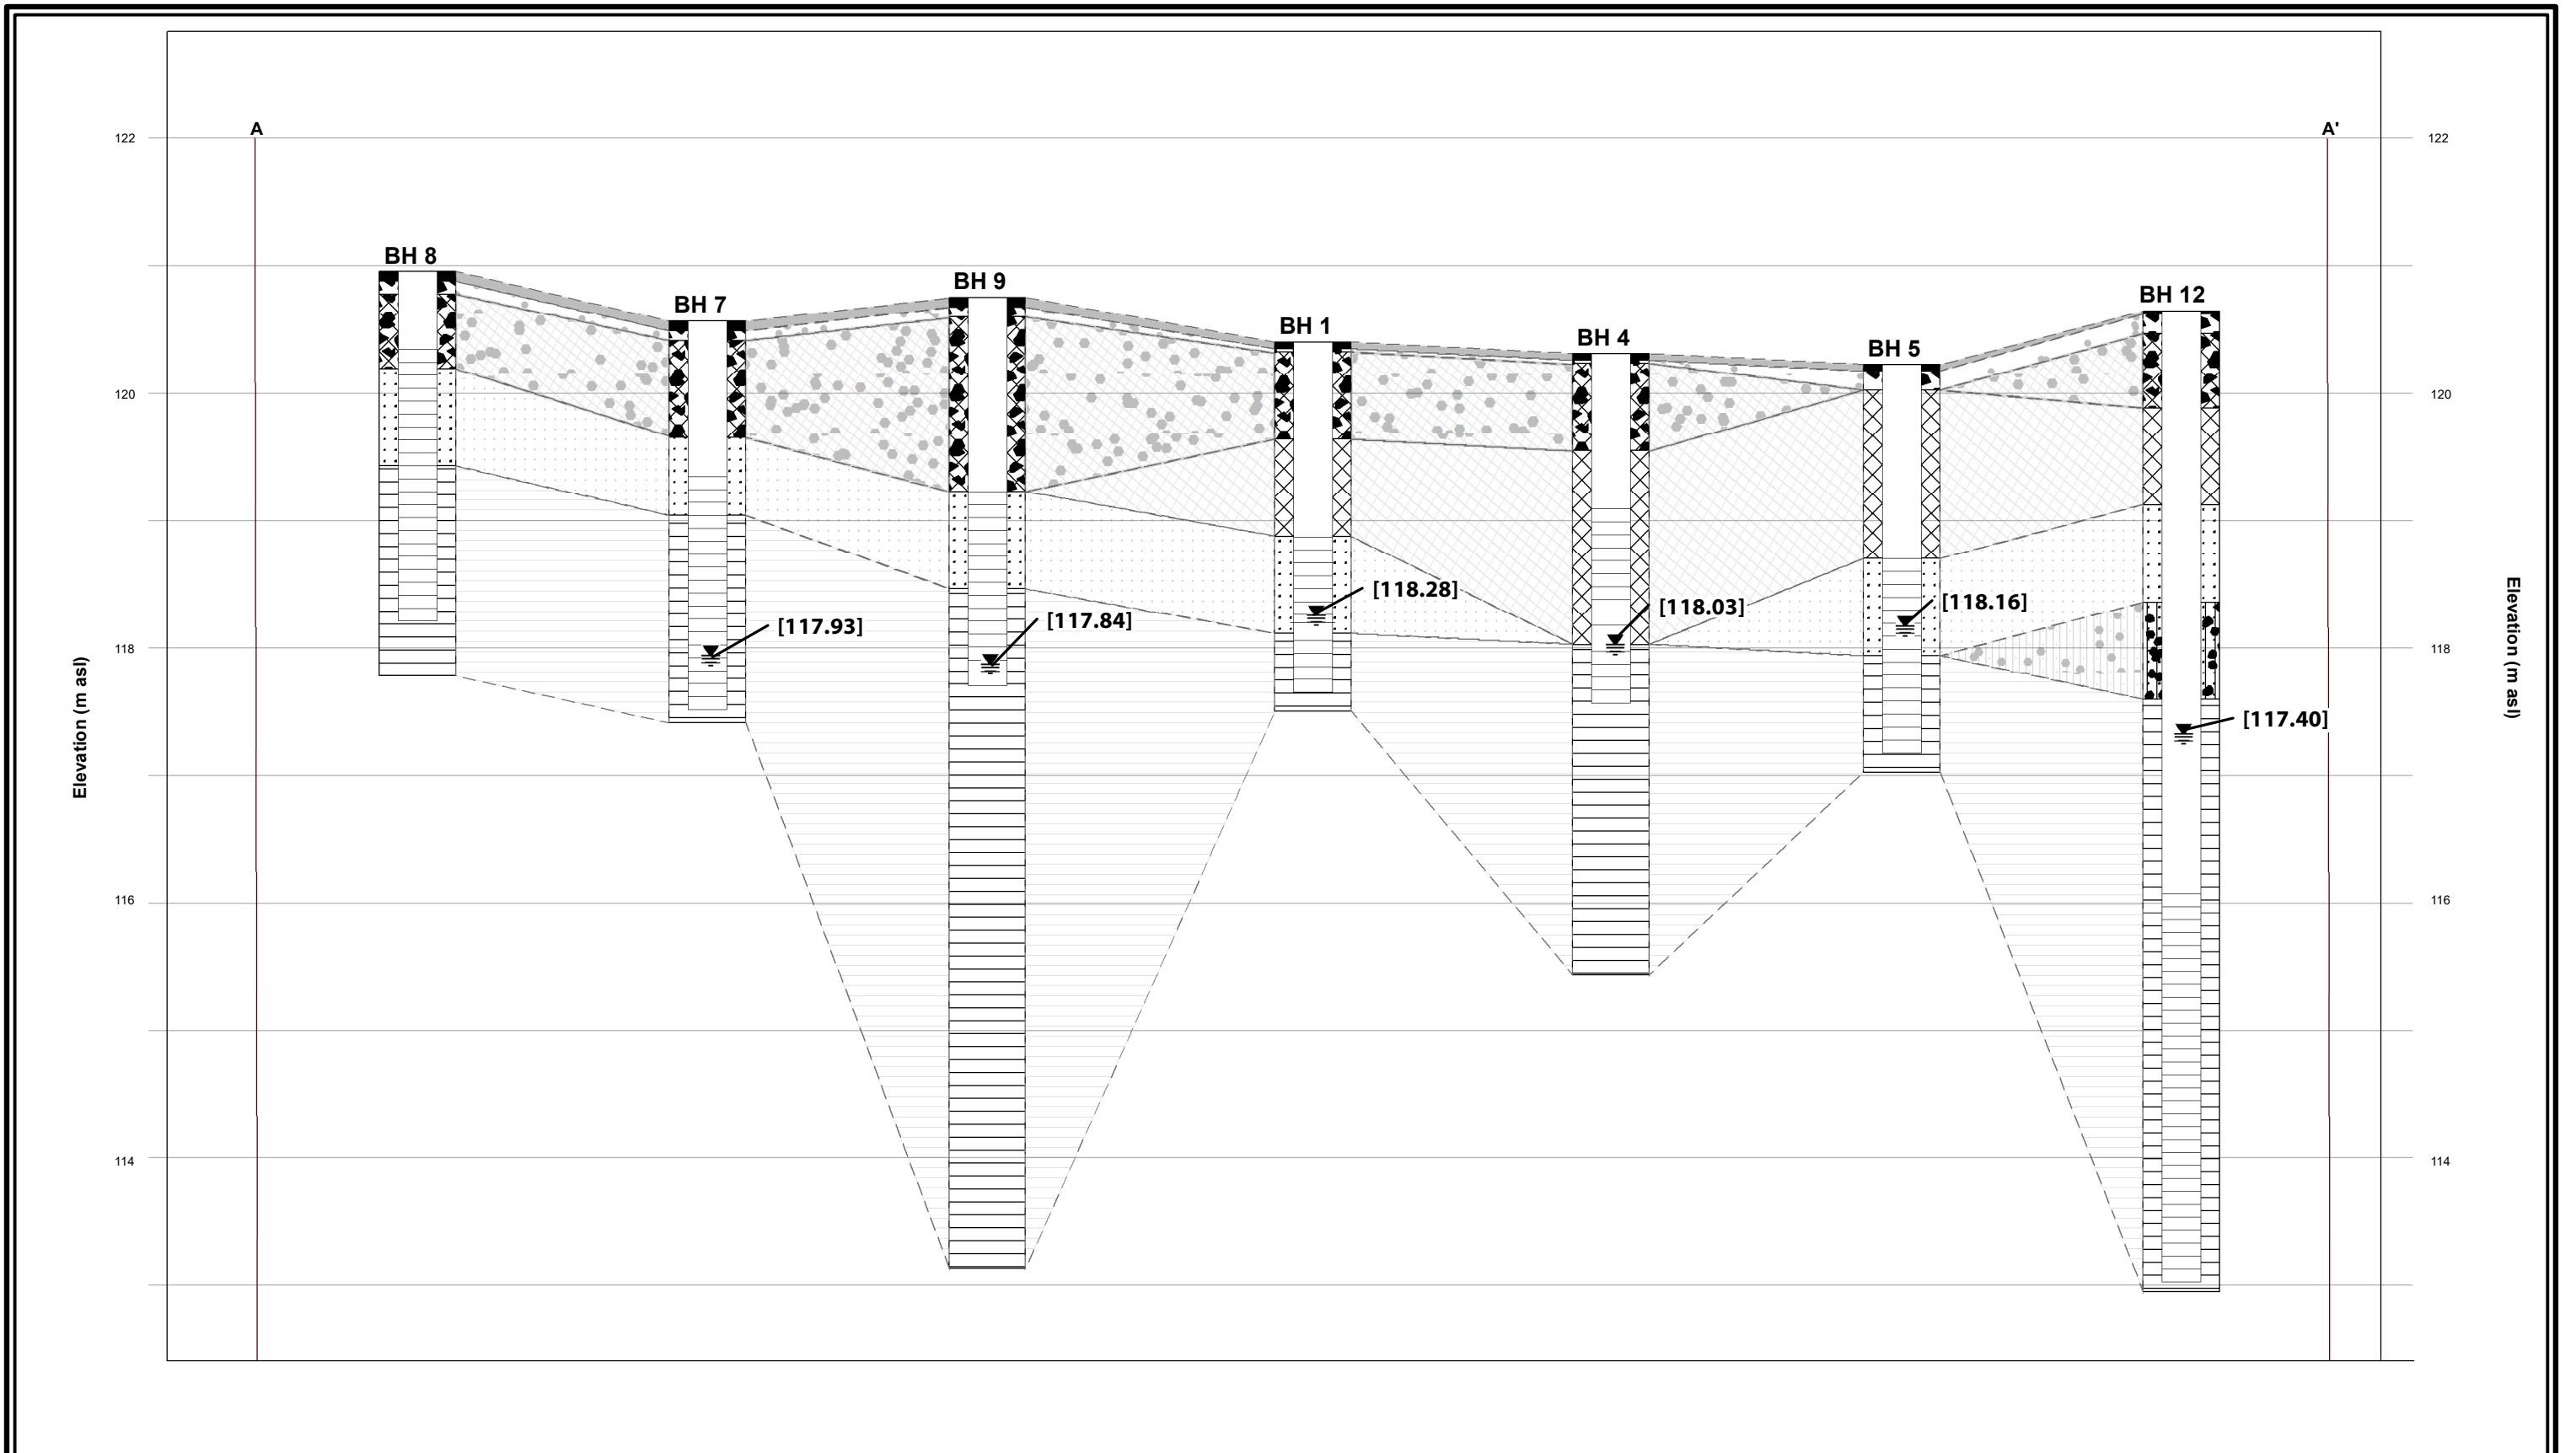 A
A'
122
122
BH 8
BH 9
BH 12
BH 7
BH 1
BH 4
BH 5
120
120
[118.28]
[118.16]
[118.03]
[117.84]
[117.93]
118
118
Elevation (m asl)
Elevation (m asl)
[117.40]
116
116
114
114